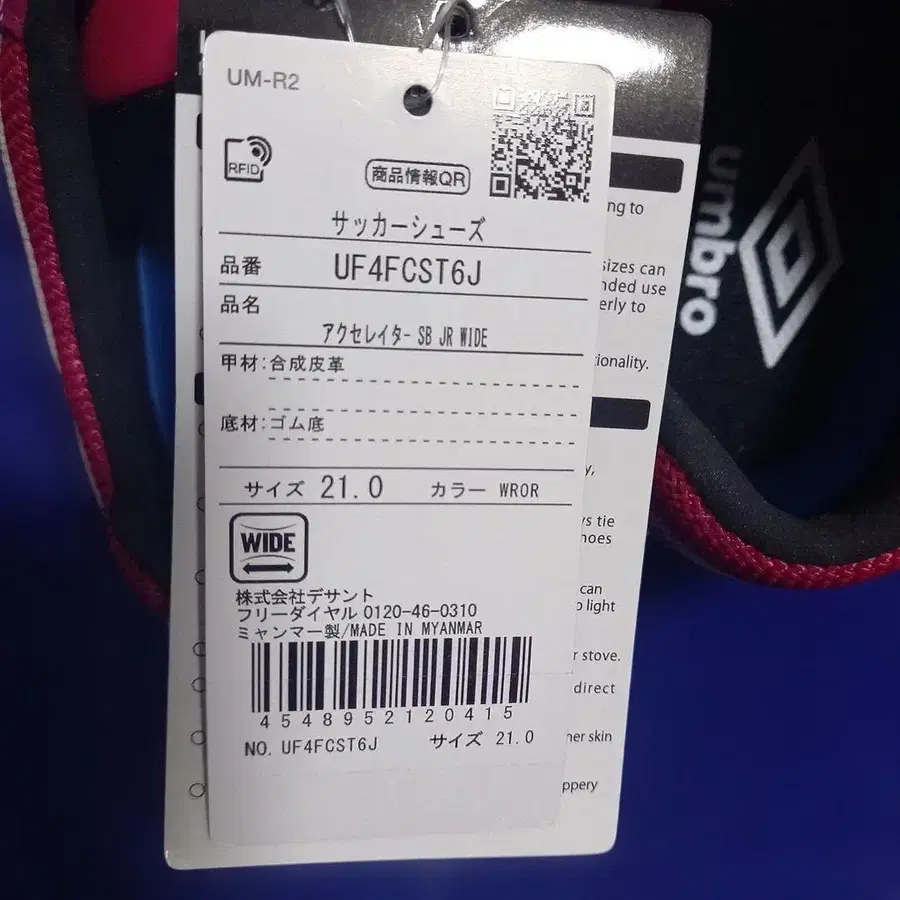 UM-R2
RFID
商品情報QR
サッカーシューズ
品番 UF4FCST6J
品名
アクセレイター SB JR WIDE
甲材:合成皮革
底材:ゴム底
サイズ 21.0 カラー WROR
WIDE
株式会社デサント
フリーダイヤル 0120-46-0310
ミャンマー製/MADE IN MYANMAR
4548952120415
NO. UF4FCST6J サイズ 21.0
umbro
ng to
sizes can
nded use
erly to
tionality.
y,
ys tie
hoes
can
o light
r stove.
direct
her skin
ppery